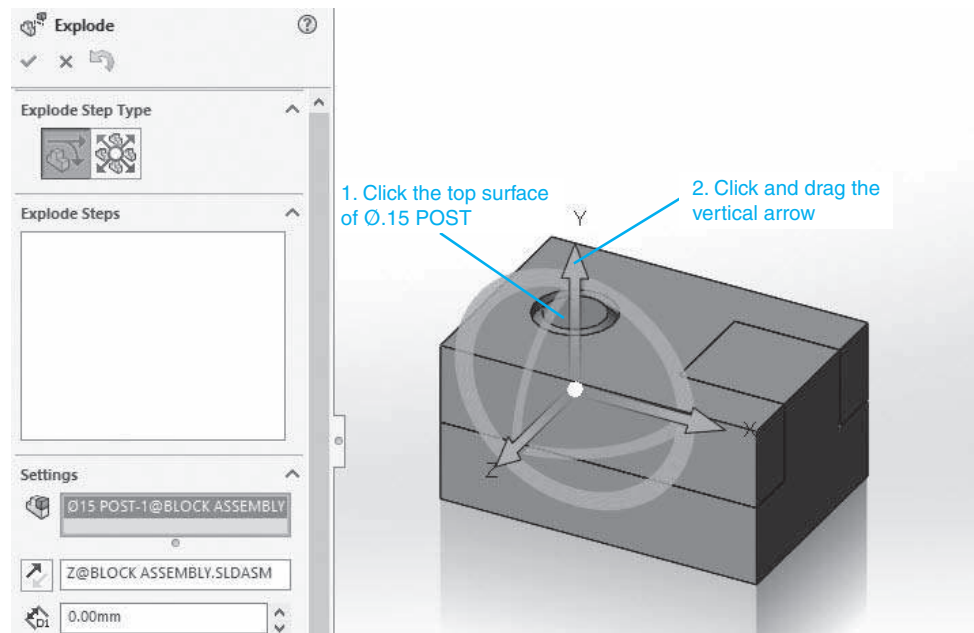 Explode
Explode Step Type
Explode Steps
Settings
Ø15 POST-1@BLOCK ASSEMBLY
Z@BLOCK ASSEMBLY.SLDASM
D1
0.00mm
1. Click the top surface
of Ø.15 POST
2. Click and drag the
vertical arrow
Y
X
Z